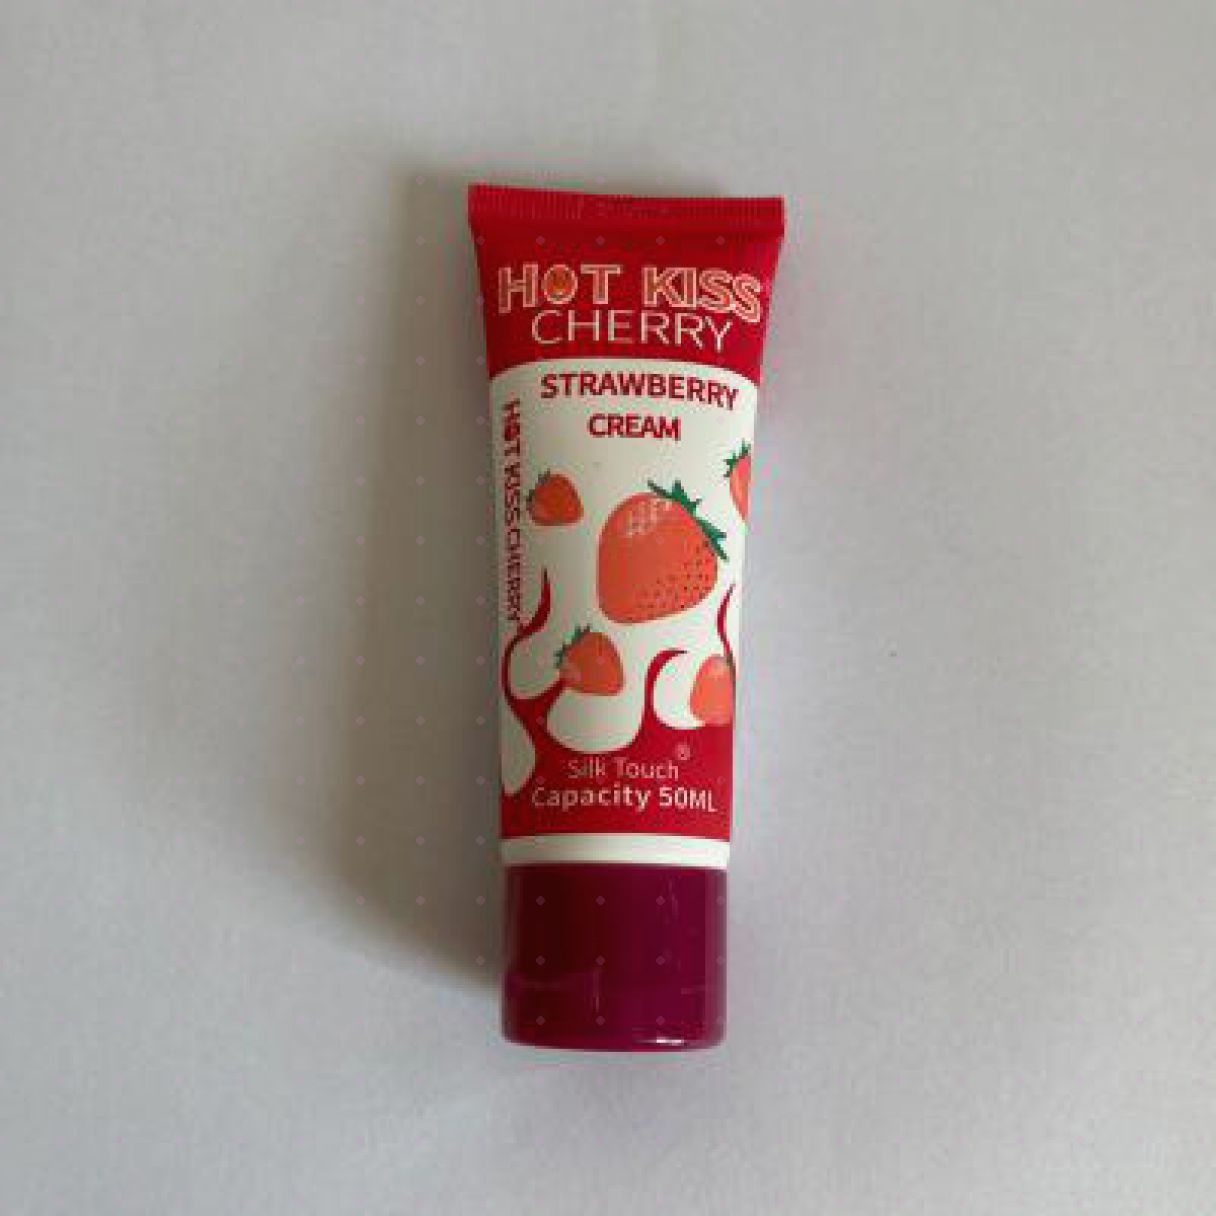 HOT KISS
CHERRY
STRAWBERRY
CREAM
HOT KISS CHERRY
Silk Touch®
Capacity 50ML